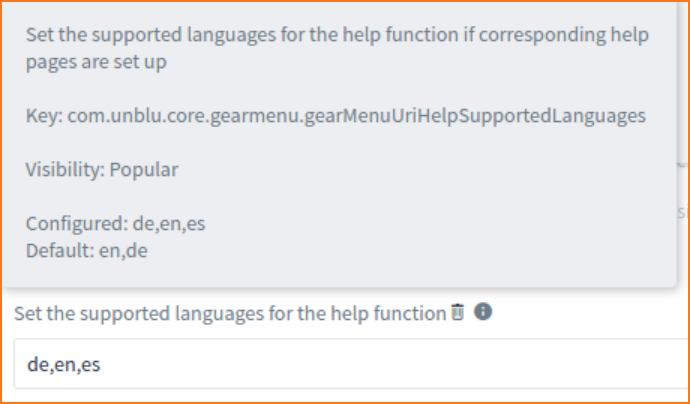 Set the supported languages for the help function if corresponding help
pages are set up
Key: com.unblu.core.gearmenu.gearMenuUriHelpSupportedLanguages
Visibility: Popular
Configured: de,en,es
Default: en,de
Set the supported languages for the help function
de,en,es